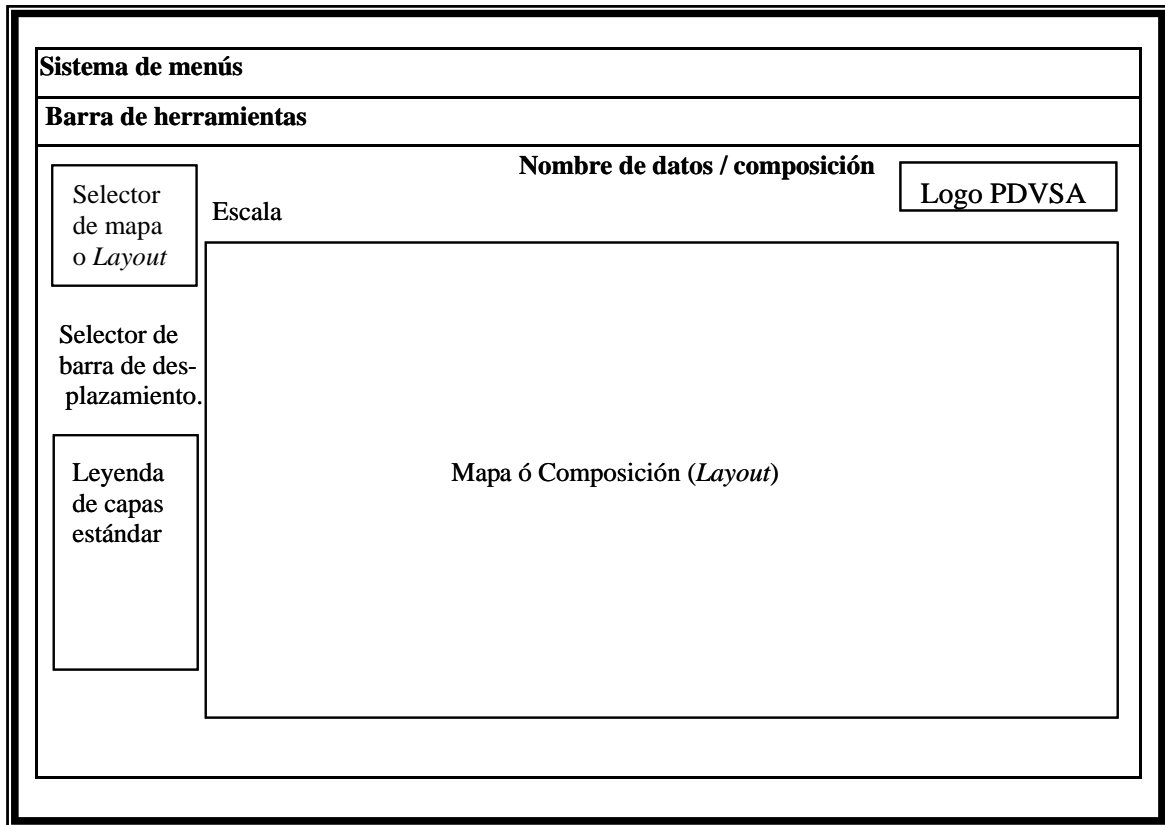 Sistema de menús
Barra de herramientas
Nombre de datos / composición
Logo PDVSA
Selector
de mapa
o Layout
Escala
Selector de
barra de des-
plazamiento.
Leyenda
de capas
estándar
Mapa ó Composición (Layout)